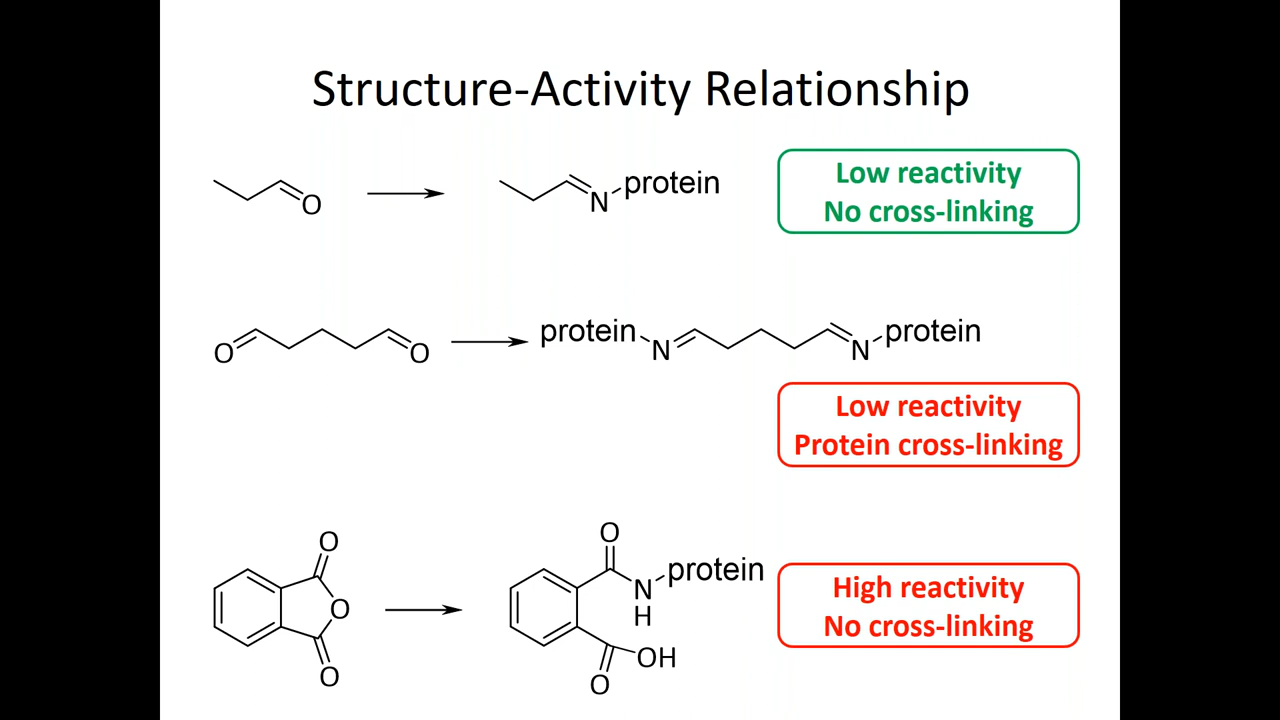 Structure-Activity Relationship
O
N
protein
Low reactivity
No cross-linking
O
O
protein
N
N
protein
Low reactivity
Protein cross-linking
O
O
O
O
N
H
protein
OH
O
High reactivity
No cross-linking